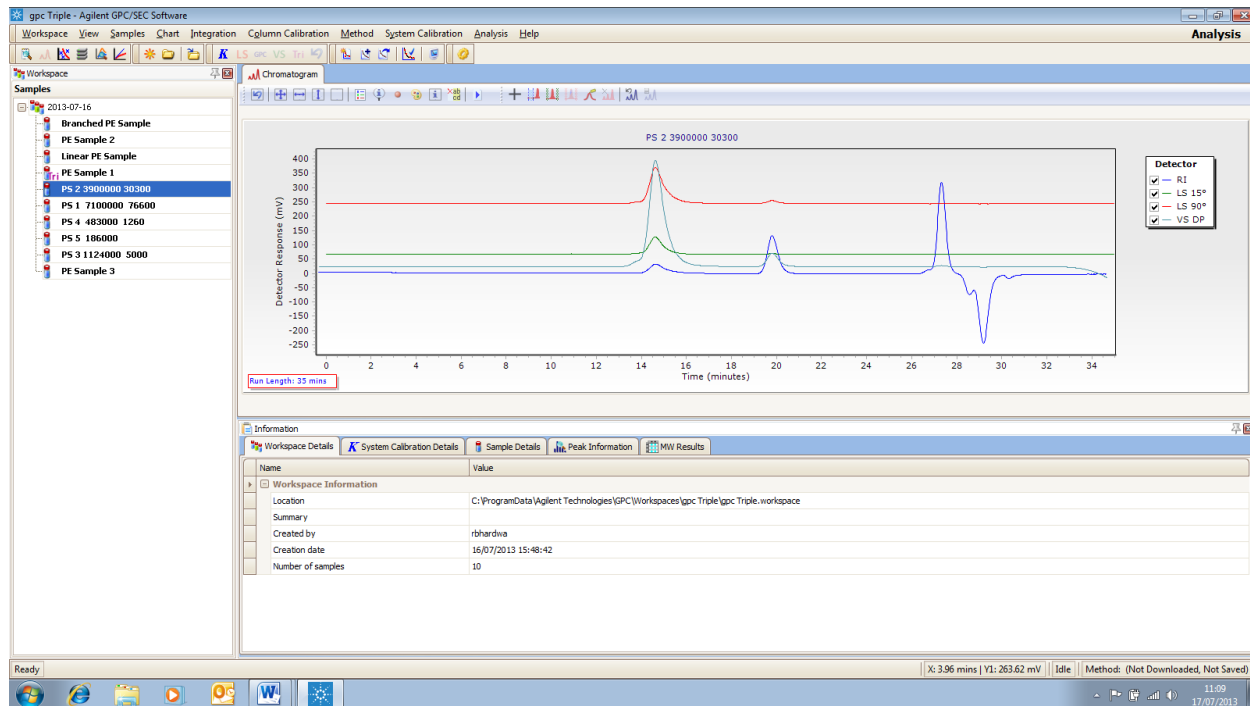 gpc Triple - Agilent GPC/SEC Software
Workspace View Samples Chart Integration Column Calibration Method System Calibration Analysis Help
Analysis
K LS GPC VS Tri
Workspace
Samples
2013-07-16
Branched PE Sample
PE Sample 2
Linear PE Sample
Tri PE Sample 1
PS 2 3900000 30300
PS 1 7100000 76600
PS 4 483000 1260
PS 5 186000
PS 3 1124000 5000
PE Sample 3
Chromatogram
PS 2 3900000 30300
Detector Response (mV)
400
350
300
250
200
150
100
50
0
-50
-100
-150
-200
-250
0 2 4 6 8 10 12 14 16 18 20 22 24 26 28 30 32 34
Time (minutes)
Run Length: 35 mins
Detector
RI
LS 15°
LS 90°
VS DP
Information
Workspace Details K System Calibration Details Sample Details Peak Information MW Results
Name Value
Workspace Information
Location C:\ProgramData\Agilent Technologies\GPC\Workspaces\gpc Triple\gpc Triple.workspace
Summary
Created by rbhardwa
Creation date 16/07/2013 15:48:42
Number of samples 10
Ready X: 3.96 mins | Y1: 263.62 mV Idle Method: (Not Downloaded, Not Saved)
11:09
17/07/2013